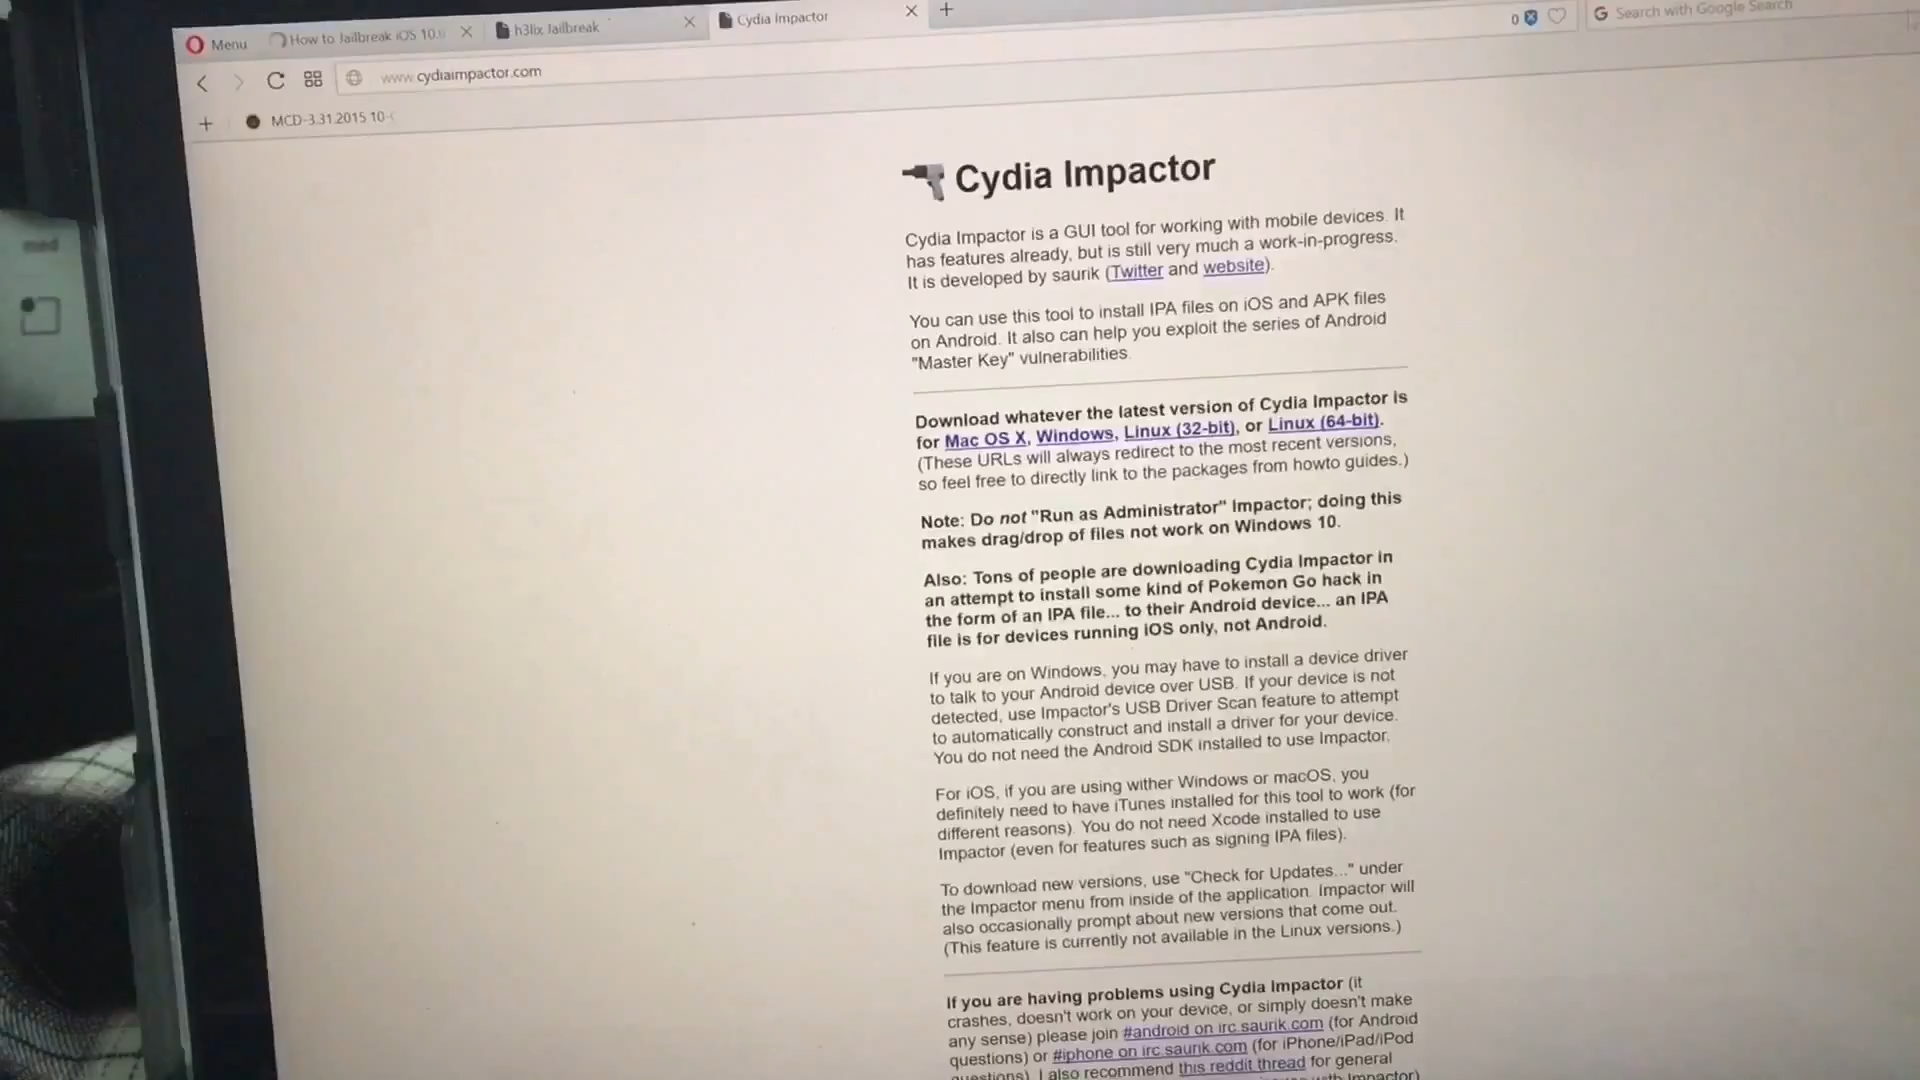 Menu
How to Jailbreak iOS 10.
h3lix Jailbreak
Cydia Impactor
0
Search with Google Search
www.cydiaimpactor.com
MCD-3.31.2015 10-
Cydia Impactor
Cydia Impactor is a GUI tool for working with mobile devices. It
has features already, but is still very much a work-in-progress.
It is developed by saurik (Twitter and website).
You can use this tool to install IPA files on iOS and APK files
on Android. It also can help you exploit the series of Android
"Master Key" vulnerabilities.
Download whatever the latest version of Cydia Impactor is
for Mac OS X, Windows, Linux (32-bit), or Linux (64-bit).
(These URLs will always redirect to the most recent versions,
so feel free to directly link to the packages from howto guides.)
Note: Do not "Run as Administrator" Impactor; doing this
makes drag/drop of files not work on Windows 10.
Also: Tons of people are downloading Cydia Impactor in
an attempt to install some kind of Pokemon Go hack in
the form of an IPA file... to their Android device... an IPA
file is for devices running iOS only, not Android.
If you are on Windows, you may have to install a device driver
to talk to your Android device over USB. If your device is not
detected, use Impactor's USB Driver Scan feature to attempt
to automatically construct and install a driver for your device.
You do not need the Android SDK installed to use Impactor.
For iOS, if you are using wither Windows or macOS, you
definitely need to have iTunes installed for this tool to work (for
different reasons). You do not need Xcode installed to use
Impactor (even for features such as signing IPA files).
To download new versions, use "Check for Updates..." under
the Impactor menu from inside of the application. Impactor will
also occasionally prompt about new versions that come out.
(This feature is currently not available in the Linux versions.)
If you are having problems using Cydia Impactor (it
crashes, doesn't work on your device, or simply doesn't make
any sense) please join #android on irc.saurik.com (for Android
questions) or #iphone on irc.saurik.com (for iPhone/iPad/iPod
questions). I also recommend this reddit thread for general
with Impactor)